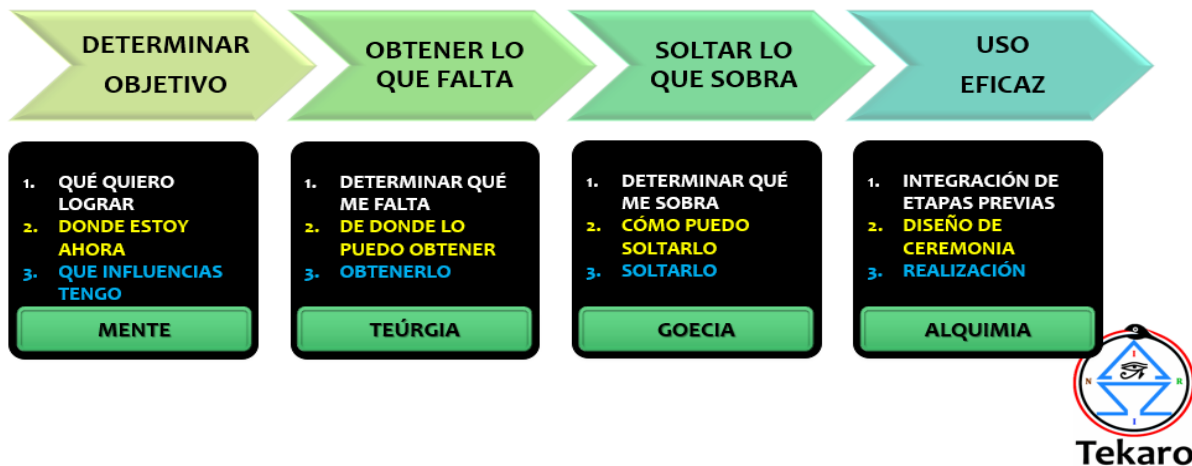 DETERMINAR
OBJETIVO
OBTENER LO
QUE FALTA
SOLTAR LO
QUE SOBRA
USO
EFICAZ
1. QUÉ QUIERO
LOGRAR
2. DONDE ESTOY
AHORA
3. QUE INFLUENCIAS
TENGO
MENTE
1. DETERMINAR QUÉ
ME FALTA
2. DE DONDE LO
PUEDO OBTENER
3. OBTENERLO
TEÚRGIA
1. DETERMINAR QUÉ
ME SOBRA
2. CÓMO PUEDO
SOLTARLO
3. SOLTARLO
GOECIA
1. INTEGRACIÓN DE
ETAPAS PREVIAS
2. DISEÑO DE
CEREMONIA
3. REALIZACIÓN
ALQUIMIA
I
N R
I
Tekaro